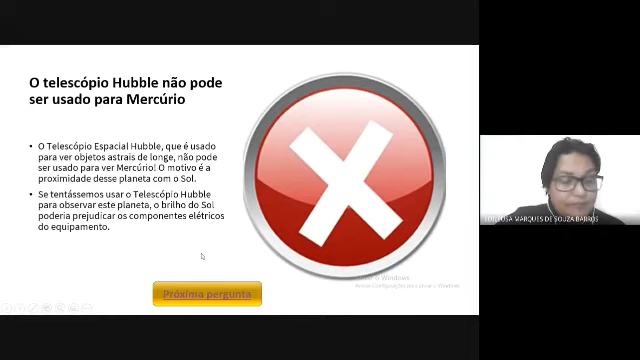 O telescópio Hubble não pode
ser usado para Mercúrio
• O Telescópio Espacial Hubble, que é usado
para ver objetos astrais de longe, não pode
ser usado para ver Mercúrio! O motivo é a
proximidade desse planeta com o Sol.
• Se tentássemos usar o Telescópio Hubble
para observar este planeta, o brilho do Sol
poderia prejudicar os componentes elétricos
do equipamento.
Próxima pergunta
Windows
MARQUES DE SOUZA BARROS